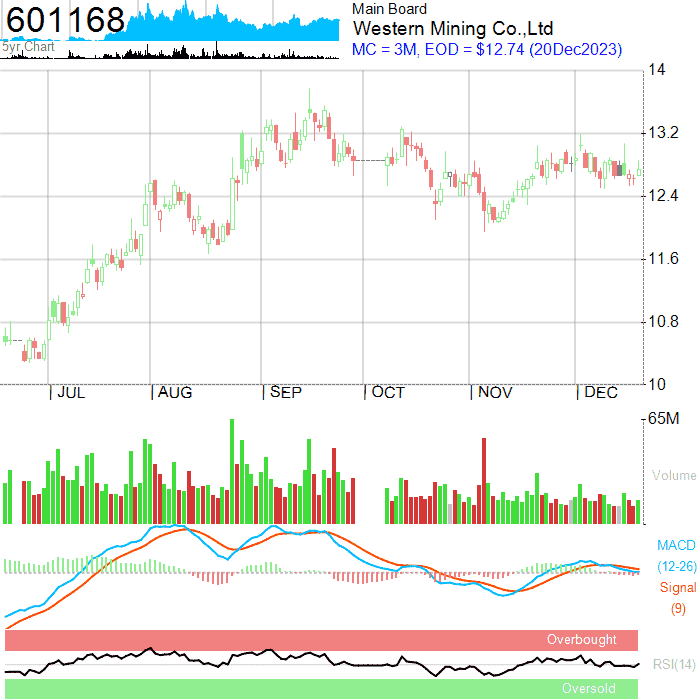 601168
5yr Chart
Main Board
Western Mining Co.,Ltd
MC = 3M, EOD = $12.74 (20Dec2023)
14
13.2
12.4
11.6
10.8
10
JUL
AUG
SEP
OCT
NOV
DEC
65M
Volume
MACD
(12-26)
Signal
(9)
Overbought
RSI(14)
Oversold